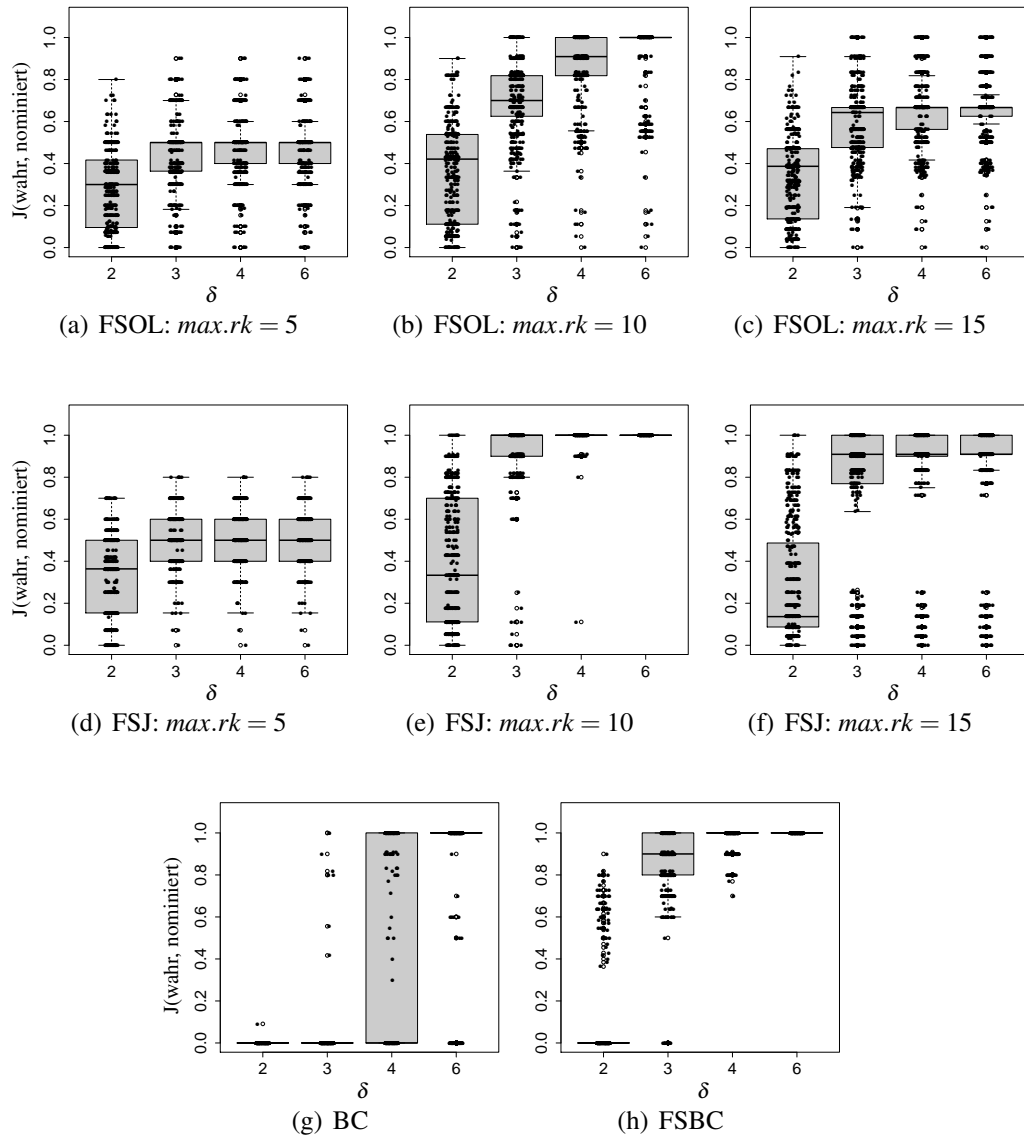 J(wahr, nominiert)
0.0 0.2 0.4 0.6 0.8 1.0
2 3 4 6
δ
(a) FSOL: max.rk = 5
0.0 0.2 0.4 0.6 0.8 1.0
2 3 4 6
δ
(b) FSOL: max.rk = 10
0.0 0.2 0.4 0.6 0.8 1.0
2 3 4 6
δ
(c) FSOL: max.rk = 15
J(wahr, nominiert)
0.0 0.2 0.4 0.6 0.8 1.0
2 3 4 6
δ
(d) FSJ: max.rk = 5
0.0 0.2 0.4 0.6 0.8 1.0
2 3 4 6
δ
(e) FSJ: max.rk = 10
0.0 0.2 0.4 0.6 0.8 1.0
2 3 4 6
δ
(f) FSJ: max.rk = 15
J(wahr, nominiert)
0.0 0.2 0.4 0.6 0.8 1.0
2 3 4 6
δ
(g) BC
J(wahr, nominiert)
0.0 0.2 0.4 0.6 0.8 1.0
2 3 4 6
δ
(h) FSBC